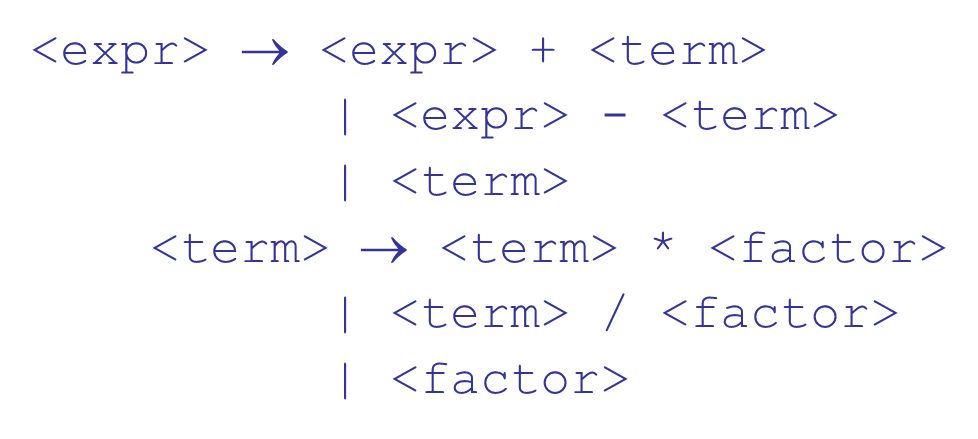 <expr> → <expr> + <term>
| <expr> - <term>
| <term>
<term> → <term> * <factor>
| <term> / <factor>
| <factor>